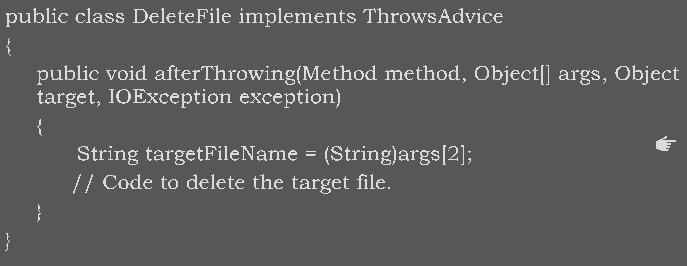 public class DeleteFile implements ThrowsAdvice
{
public void afterThrowing(Method method, Object[] args, Object
target, IOException exception)
{
String targetFileName = (String)args[2];
// Code to delete the target file.
}
}